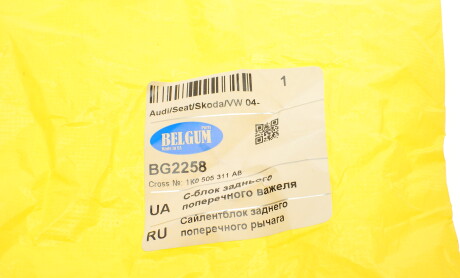 1
Audi/Seat/Skoda/VW 04-
BELGUM
BG2258
Cross №: 1K0 505 311 AB
UA С-блок заднього
поперечного важеля
RU Сайлентблок заднего
поперечного рычага